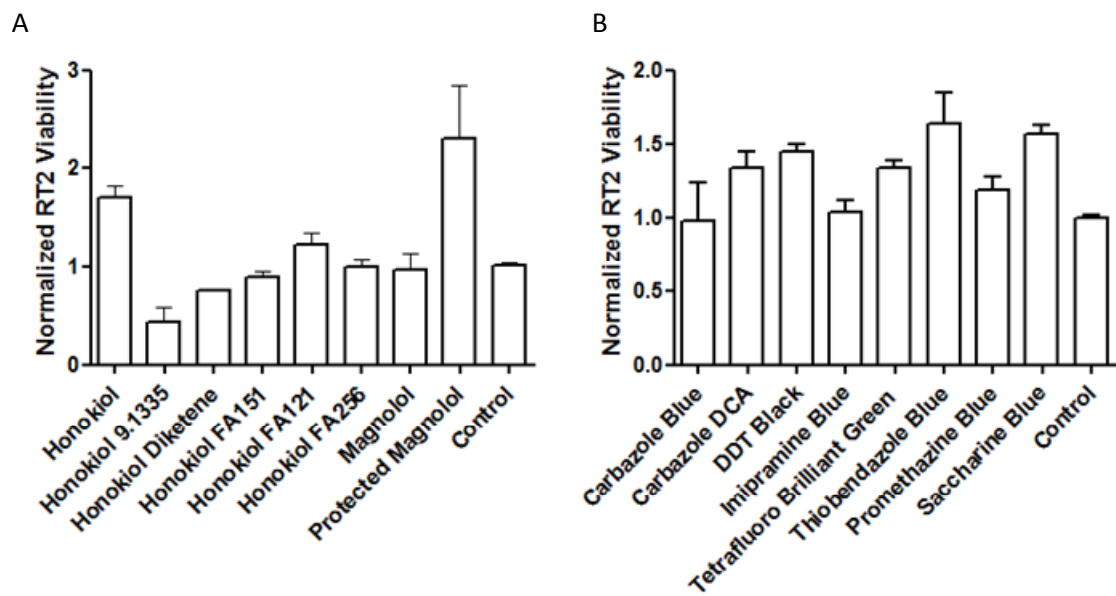 A
Normalized RT2 Viability
3
2
1
0
Honokiol
Honokiol 9.1335
Honokiol Diketene
Honokiol FA151
Honokiol FA121
Honokiol FA256
Magnolol
Protected Magnolol
Control
B
Normalized RT2 Viability
2.0
1.5
1.0
0.5
0.0
Carbazole Blue
Carbazole DCA
DDT Black
Imipramine Blue
Tetrafluoro Brilliant Green
Thiobendazole Blue
Promethazine Blue
Saccharine Blue
Control